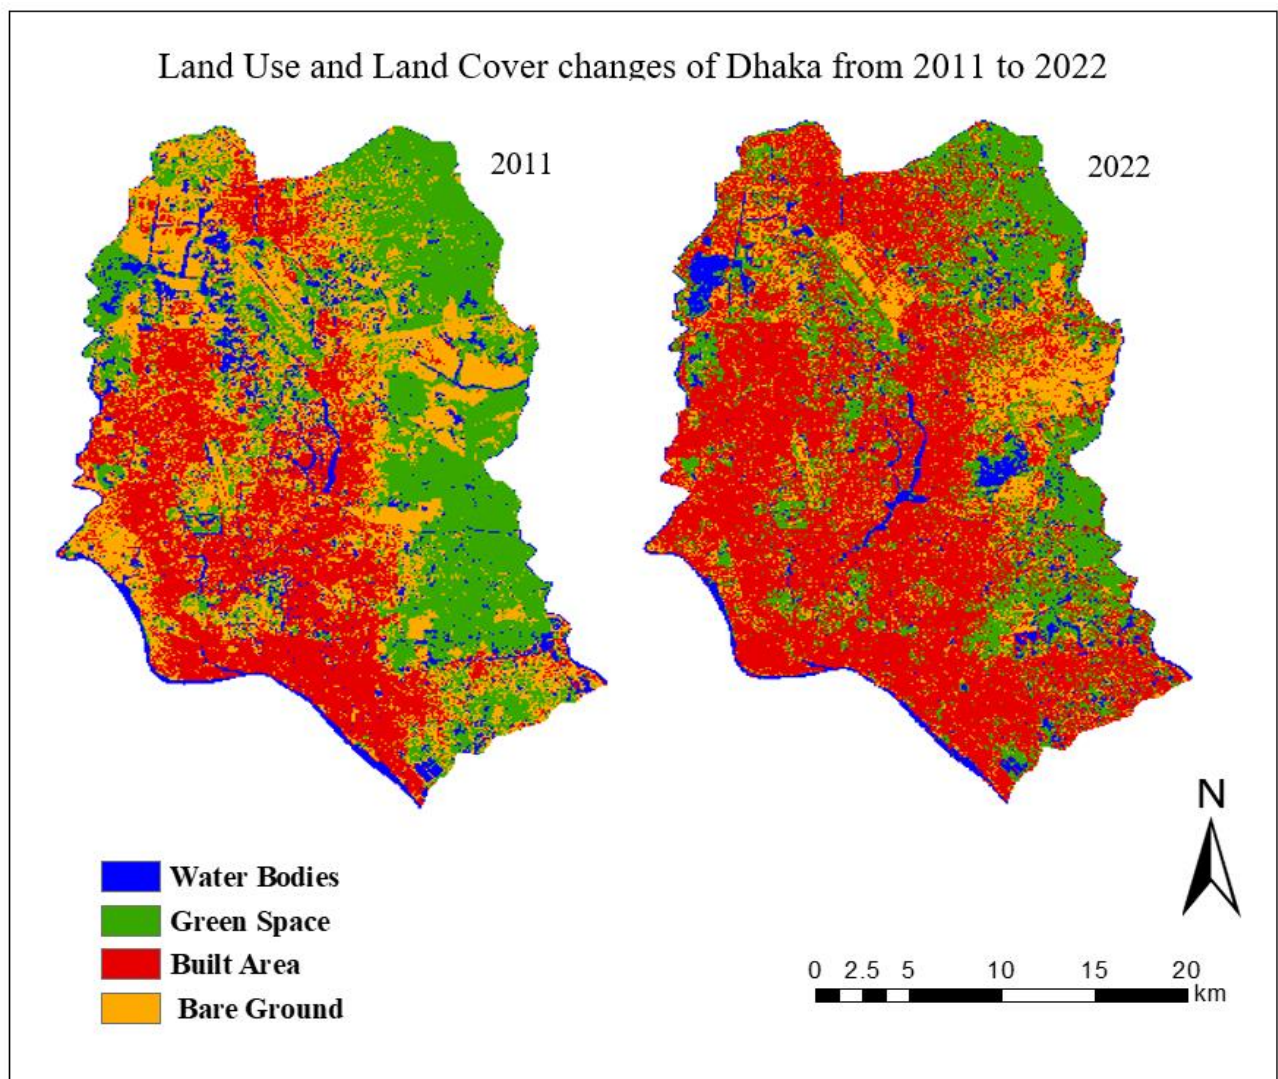 Land Use and Land Cover changes of Dhaka from 2011 to 2022
2011
2022
Water Bodies
Green Space
Built Area
Bare Ground
N
0 2.5 5 10 15 20
km